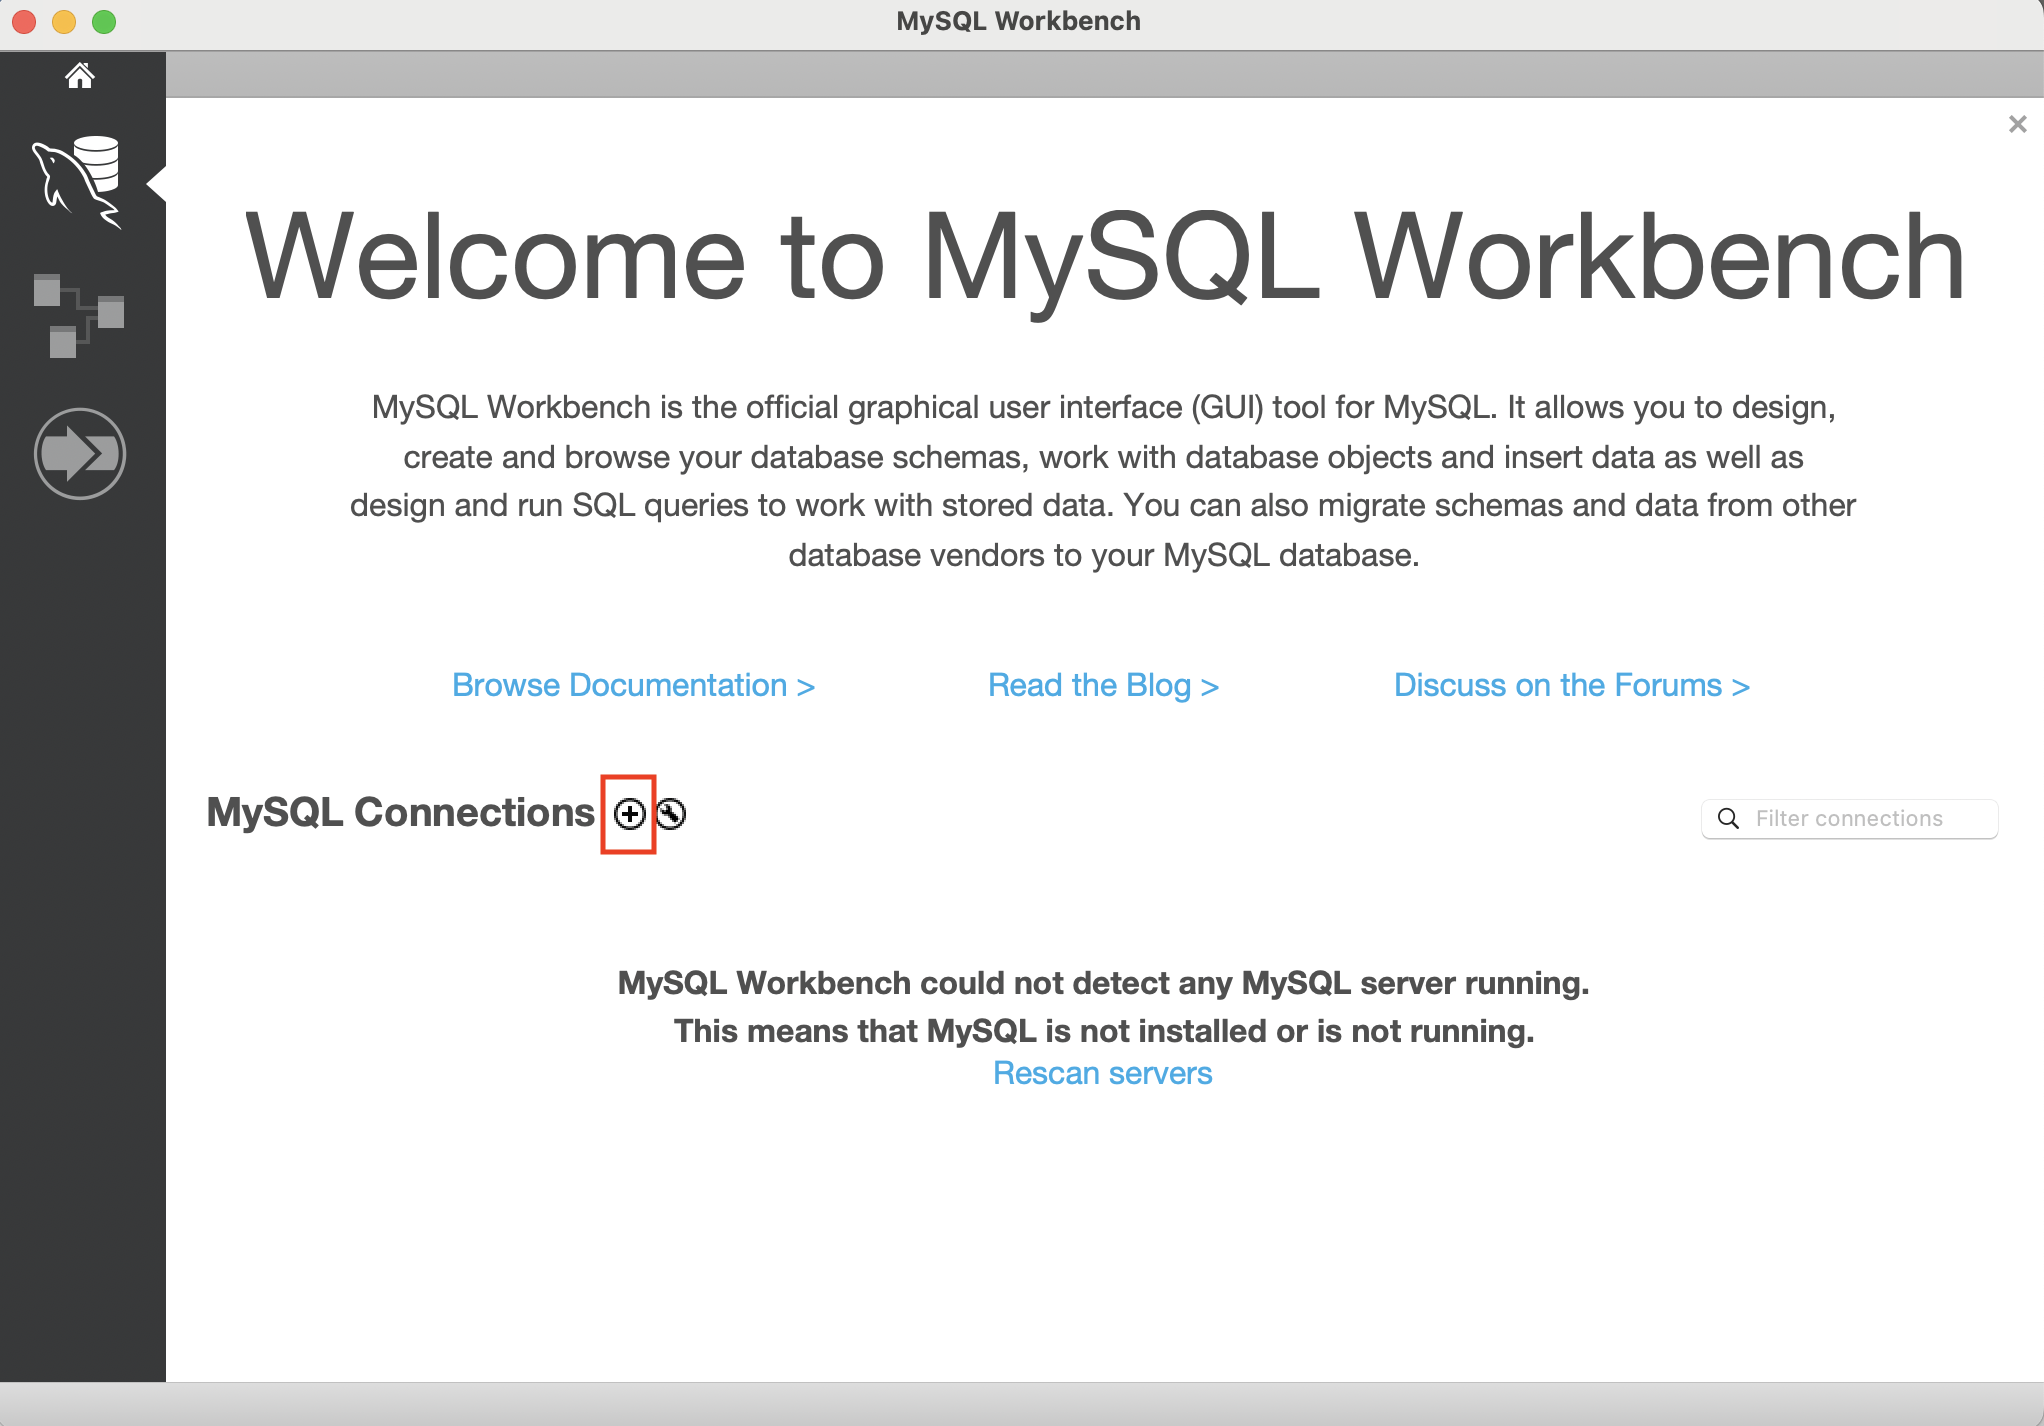 MySQL Workbench
Welcome to MySQL Workbench
MySQL Workbench is the official graphical user interface (GUI) tool for MySQL. It allows you to design,
create and browse your database schemas, work with database objects and insert data as well as
design and run SQL queries to work with stored data. You can also migrate schemas and data from other
database vendors to your MySQL database.
Browse Documentation >
Read the Blog >
Discuss on the Forums >
MySQL Connections
Filter connections
MySQL Workbench could not detect any MySQL server running.
This means that MySQL is not installed or is not running.
Rescan servers